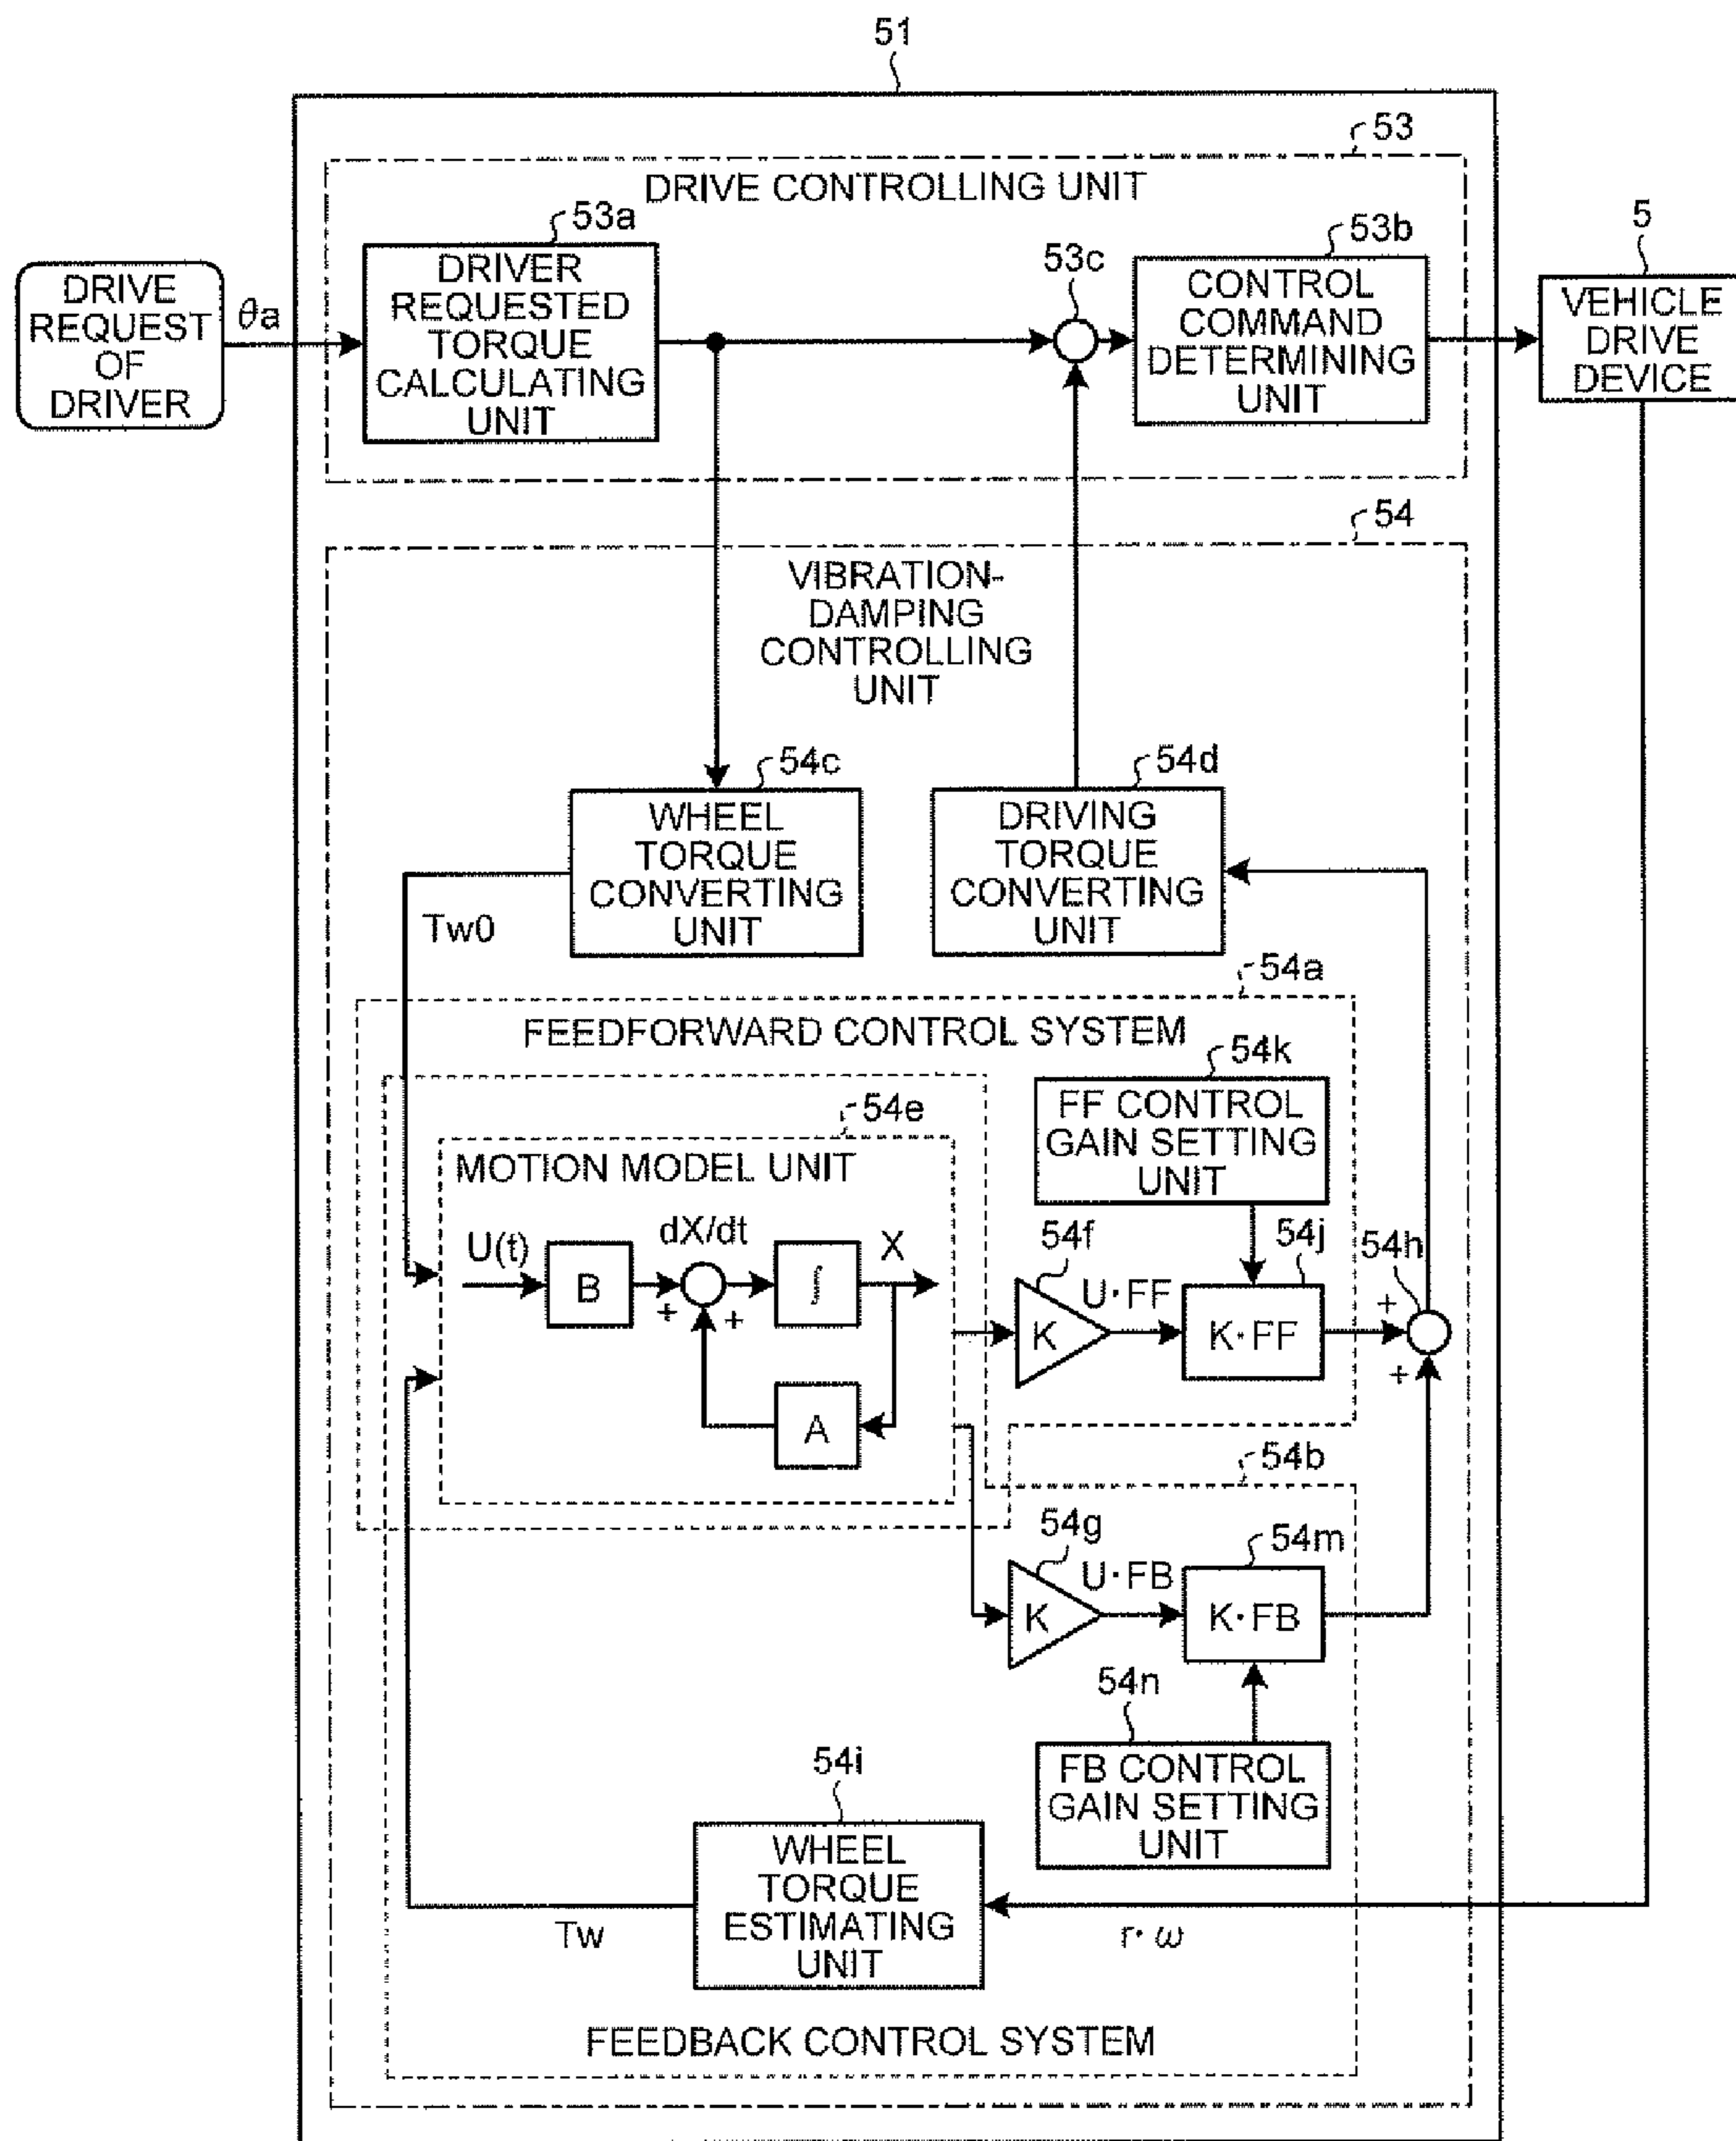 51
53
DRIVE CONTROLLING UNIT
53a
DRIVE
REQUEST
OF
DRIVER
θa
DRIVER
REQUESTED
TORQUE
CALCULATING
UNIT
53c
53b
CONTROL
COMMAND
DETERMINING
UNIT
5
VEHICLE
DRIVE
DEVICE
54
VIBRATION-
DAMPING
CONTROLLING
UNIT
54c
WHEEL
TORQUE
CONVERTING
UNIT
54d
DRIVING
TORQUE
CONVERTING
UNIT
Tw0
54a
FEEDFORWARD CONTROL SYSTEM
54k
FF CONTROL
GAIN SETTING
UNIT
54e
MOTION MODEL UNIT
U(t)
B
dX/dt
+
+
∫
X
A
54f
K
U·FF
54j
K·FF
54h
+
+
54b
54g
K
U·FB
54m
K·FB
54n
FB CONTROL
GAIN SETTING
UNIT
54i
WHEEL
TORQUE
ESTIMATING
UNIT
Tw
r·ω
FEEDBACK CONTROL SYSTEM